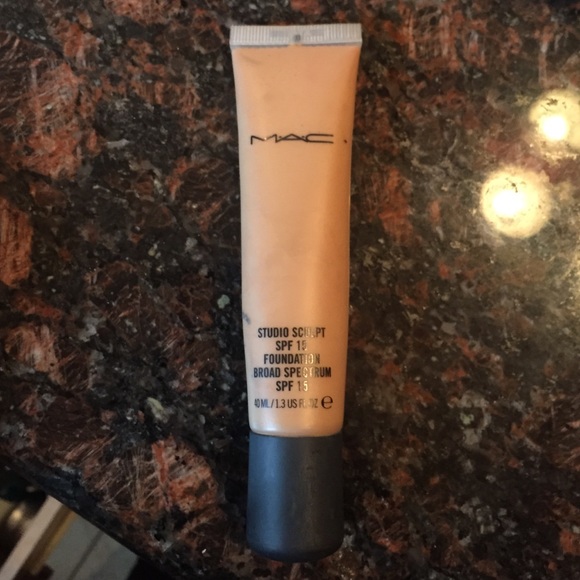 MAC
STUDIO SCULPT
SPF 15
FOUNDATION
BROAD SPECTRUM
SPF 15
40 ML / 1.3 US FL OZ ℮